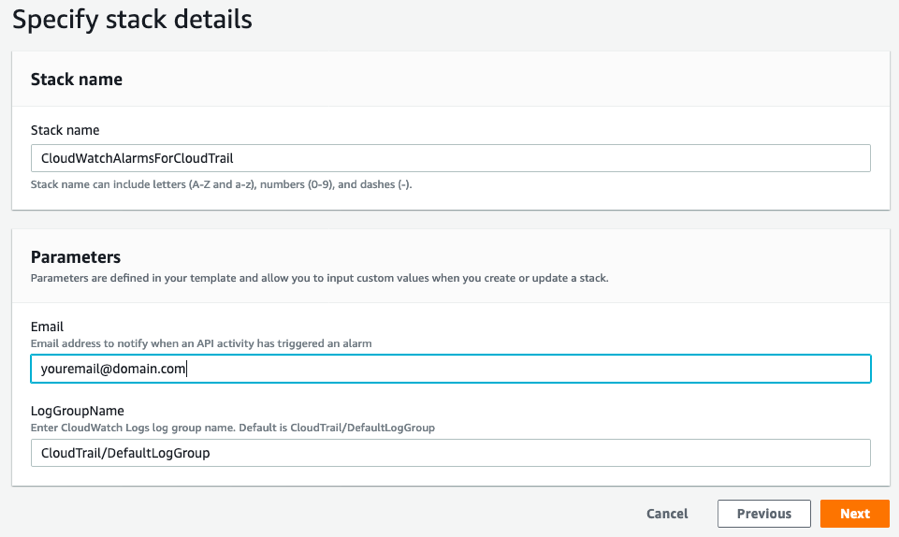 Specify stack details
Stack name
Stack name
CloudWatchAlarmsForCloudTrail
Stack name can include letters (A-Z and a-z), numbers (0-9), and dashes (-).
Parameters
Parameters are defined in your template and allow you to input custom values when you create or update a stack.
Email
Email address to notify when an API activity has triggered an alarm
youremail@domain.com
LogGroupName
Enter CloudWatch Logs log group name. Default is CloudTrail/DefaultLogGroup
CloudTrail/DefaultLogGroup
Cancel Previous Next